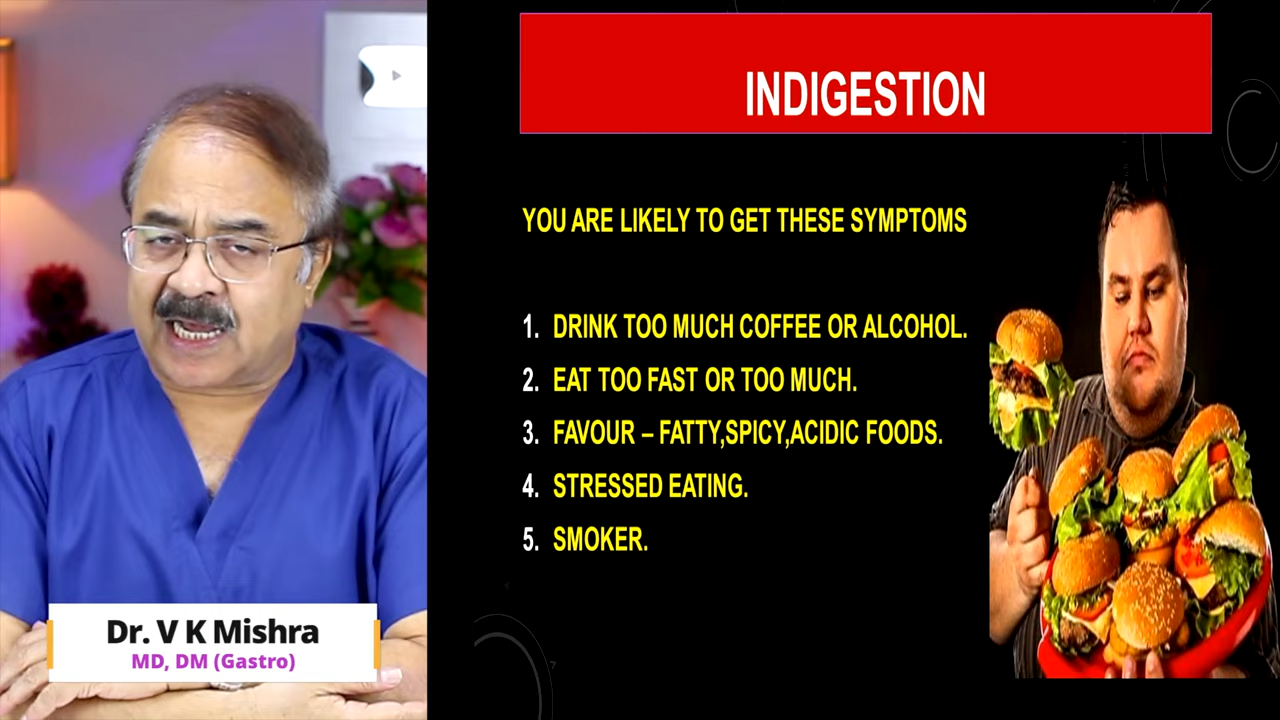 INDIGESTION
YOU ARE LIKELY TO GET THESE SYMPTOMS
1. DRINK TOO MUCH COFFEE OR ALCOHOL.
2. EAT TOO FAST OR TOO MUCH.
3. FAVOUR – FATTY,SPICY,ACIDIC FOODS.
4. STRESSED EATING.
5. SMOKER.
Dr. V K Mishra
MD, DM (Gastro)
7